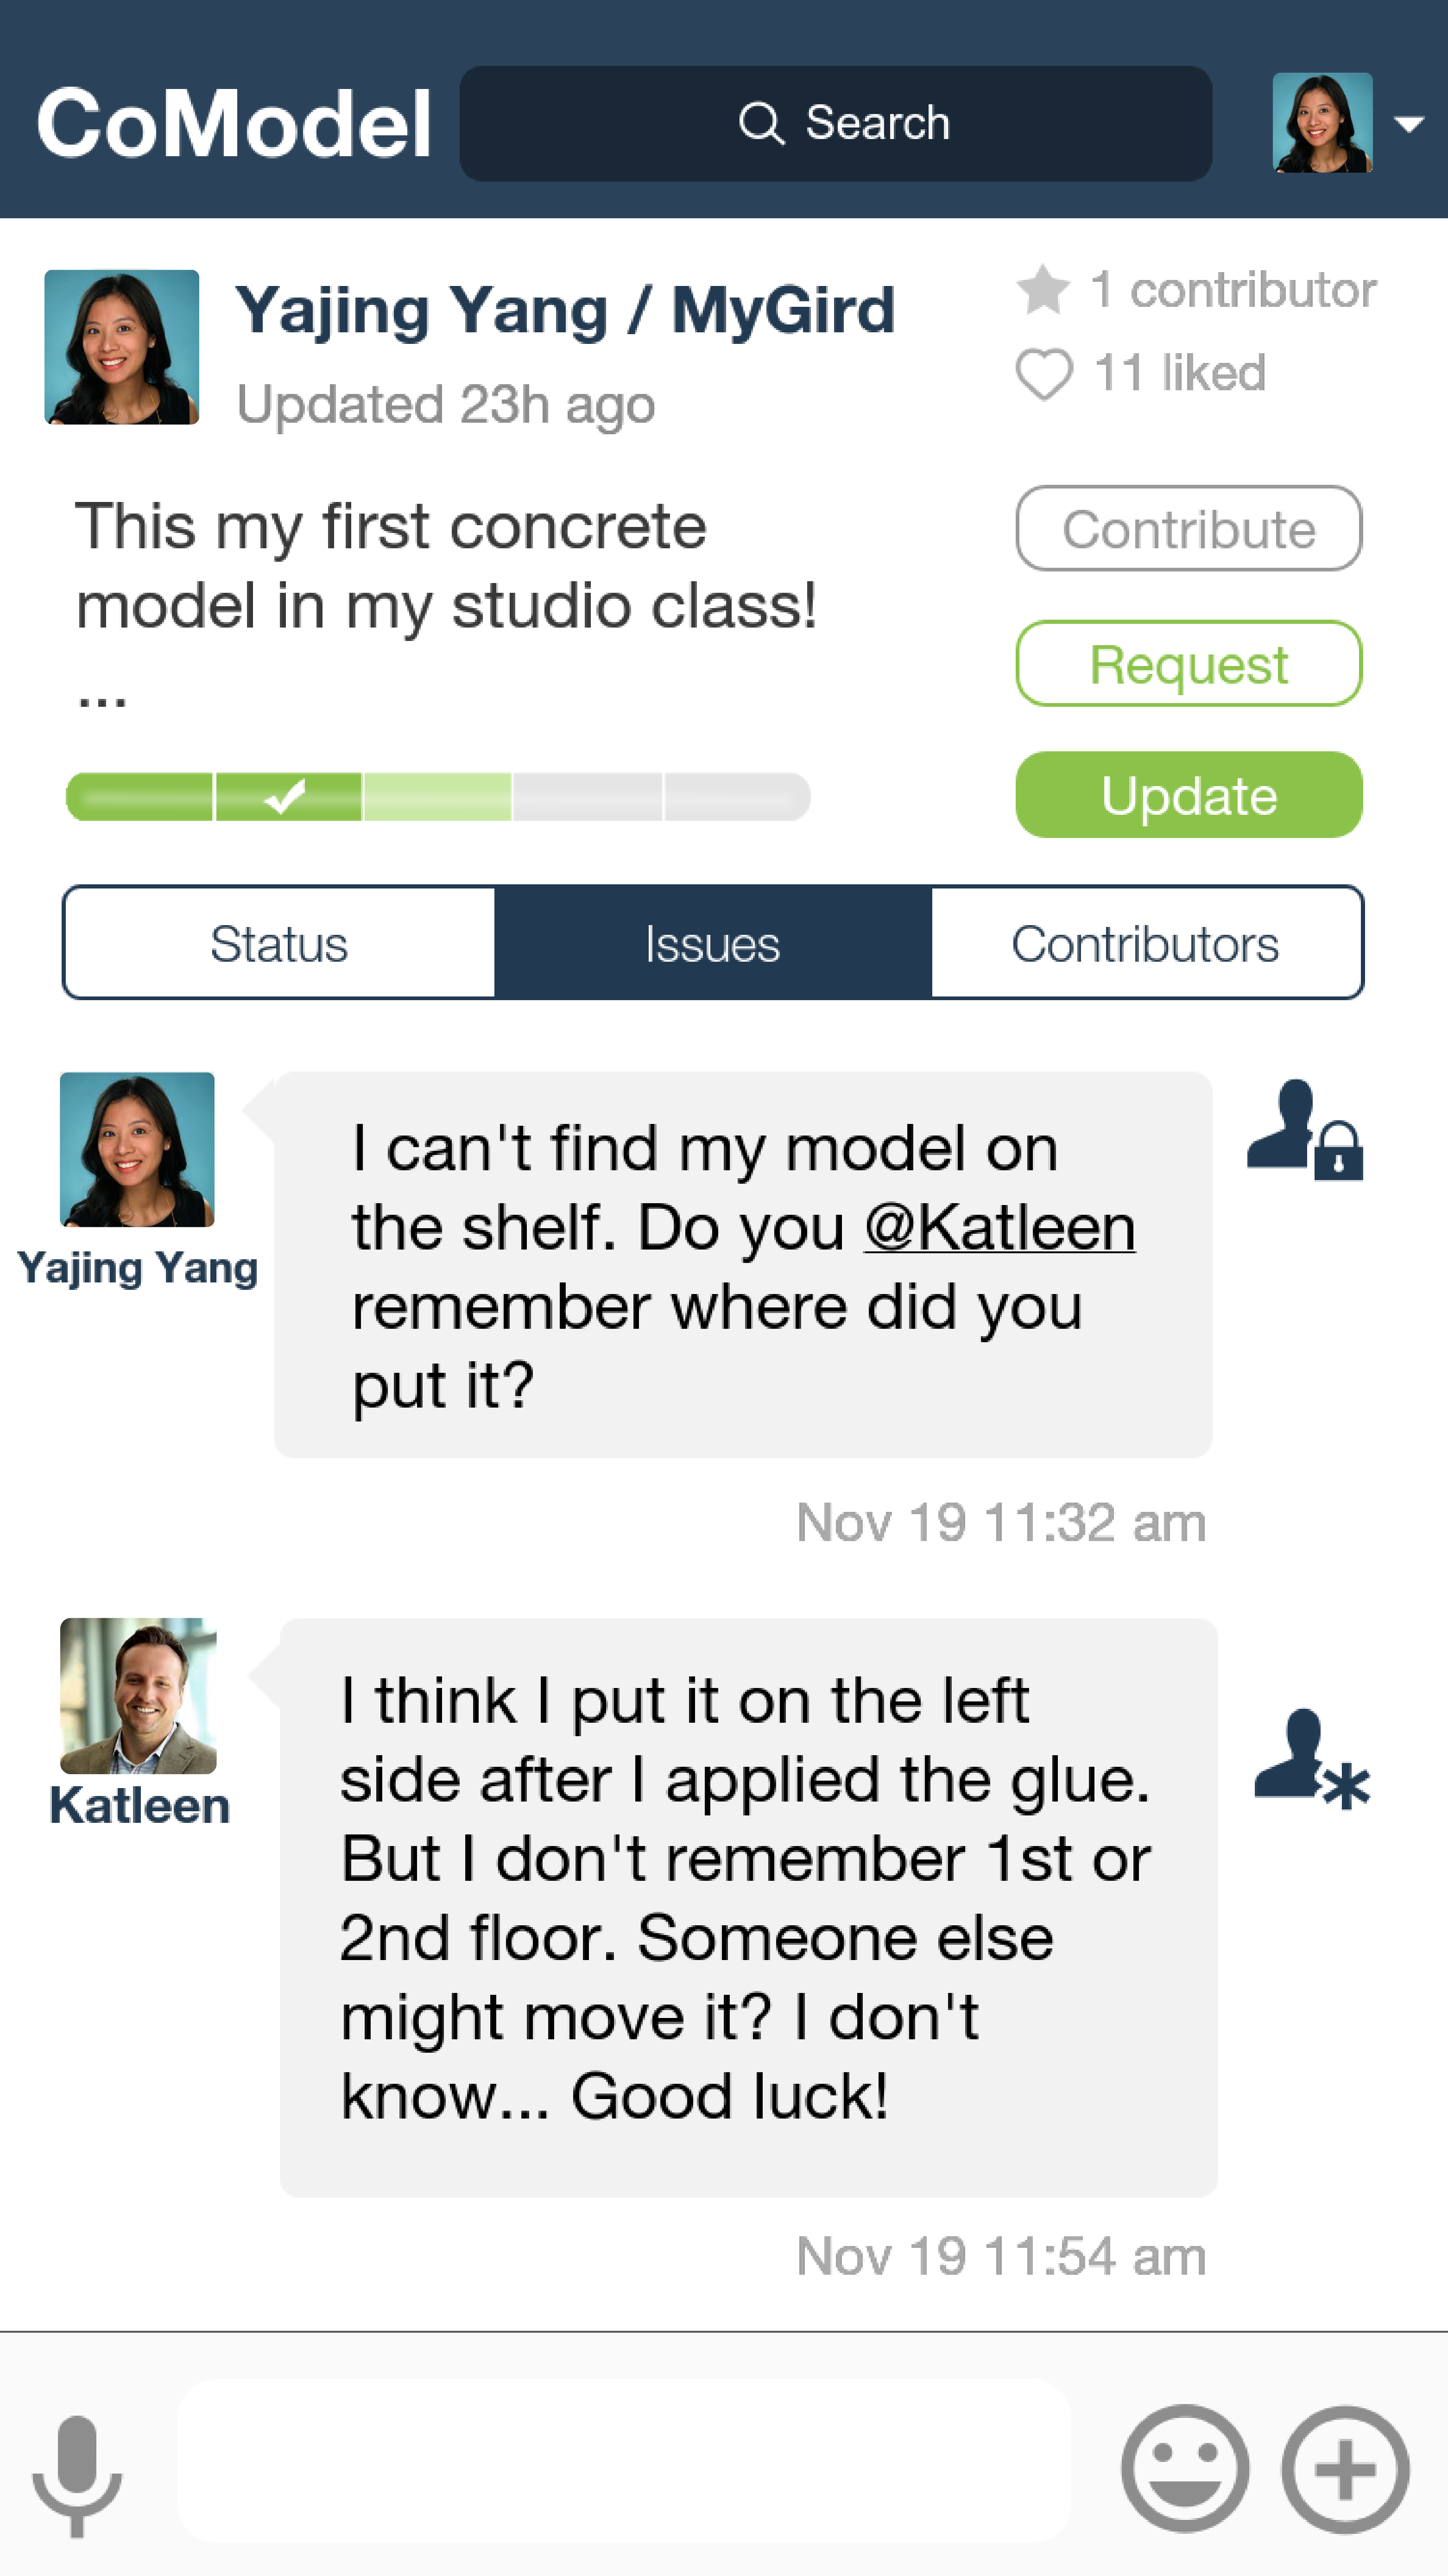 CoModel
Search
Yajing Yang / MyGird
Updated 23h ago
1 contributor
11 liked
This my first concrete
model in my studio class!
...
Contribute
Request
Update
Status
Issues
Contributors
Yajing Yang
I can't find my model on
the shelf. Do you @Katleen
remember where did you
put it?
Nov 19 11:32 am
Katleen
I think I put it on the left
side after I applied the glue.
But I don't remember 1st or
2nd floor. Someone else
might move it? I don't
know... Good luck!
Nov 19 11:54 am